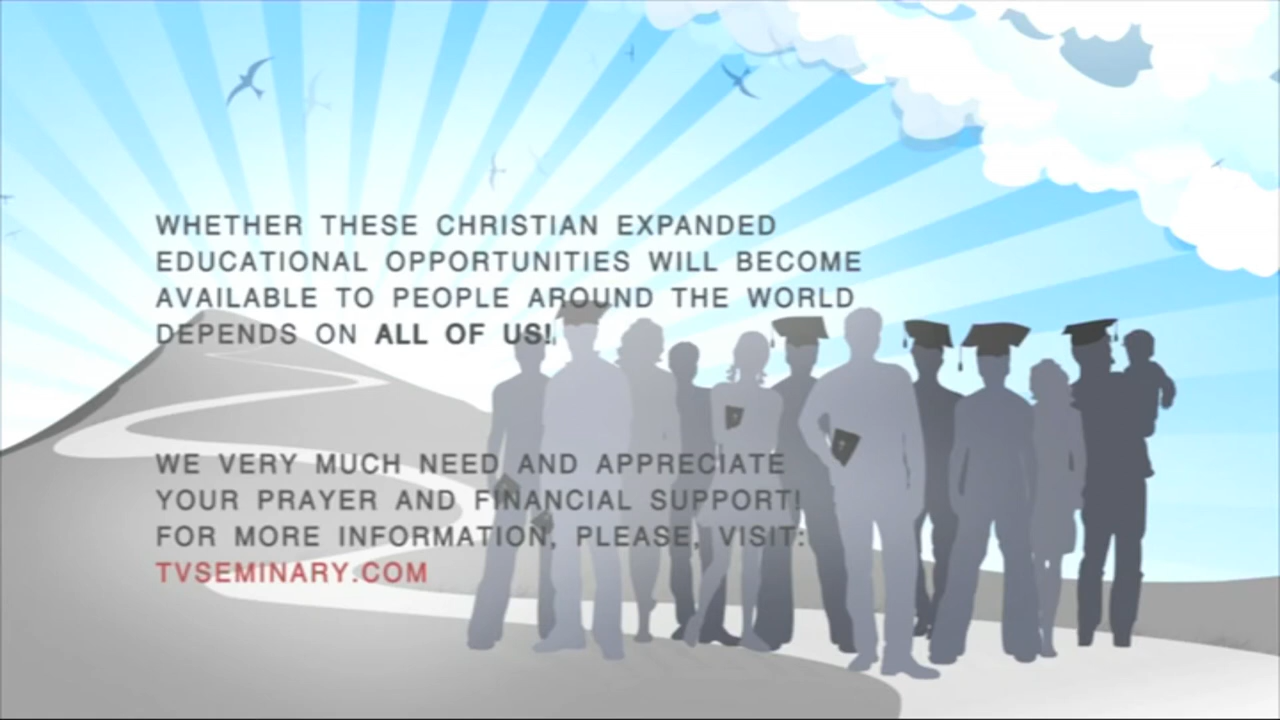 WHETHER THESE CHRISTIAN EXPANDED
EDUCATIONAL OPPORTUNITIES WILL BECOME
AVAILABLE TO PEOPLE AROUND THE WORLD
DEPENDS ON ALL OF US!
WE VERY MUCH NEED AND APPRECIATE
YOUR PRAYER AND FINANCIAL SUPPORT!
FOR MORE INFORMATION, PLEASE, VISIT:
TVSEMINARY.COM